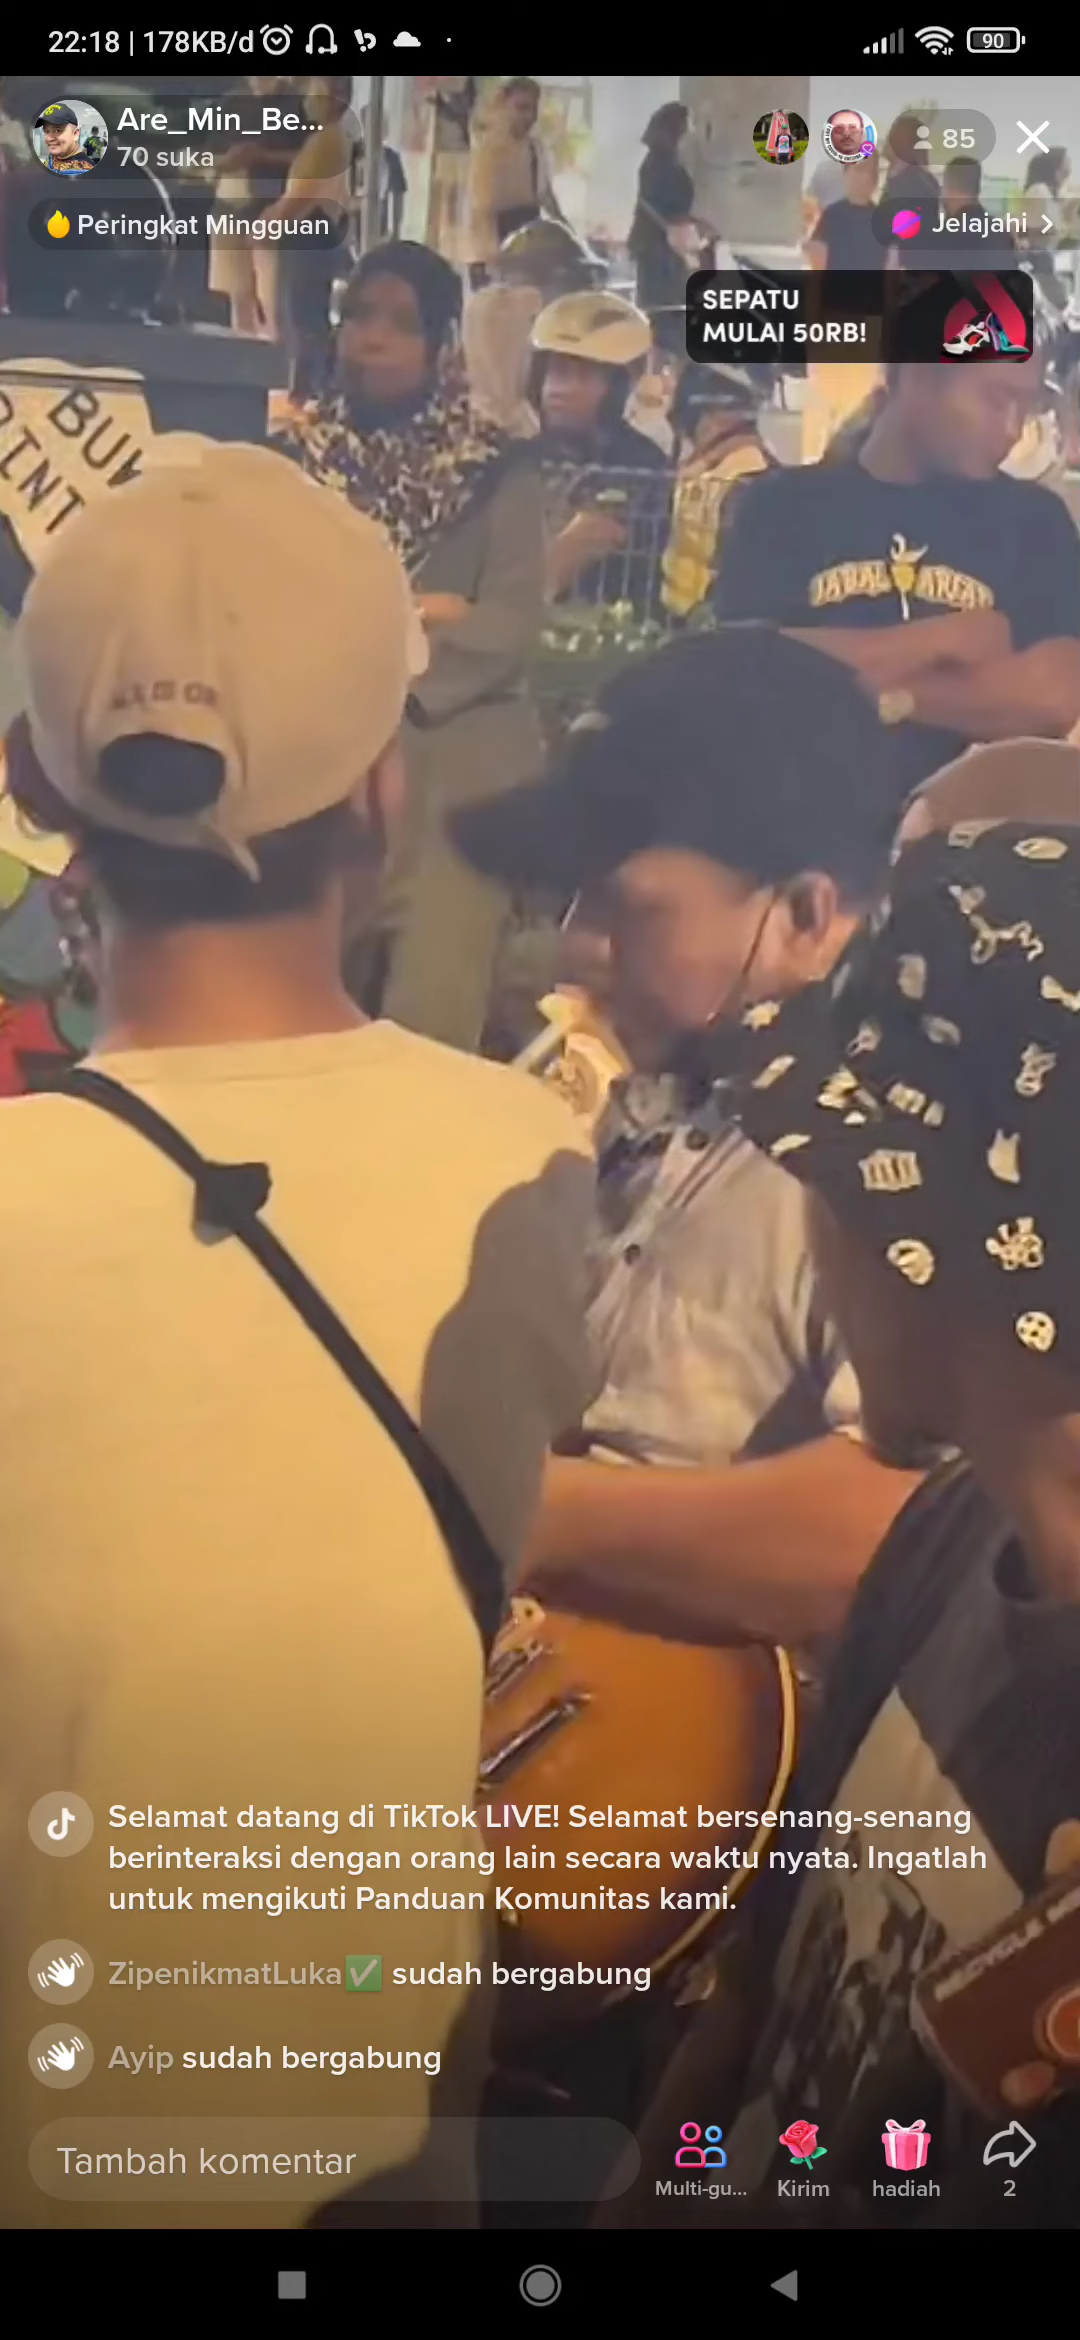 22:18 | 178KB/d
90
Are_Min_Be...
70 suka
85
Peringkat Mingguan
Jelajahi >
SEPATU
MULAI 50RB!
JABAL ARFAH
Selamat datang di TikTok LIVE! Selamat bersenang-senang
berinteraksi dengan orang lain secara waktu nyata. Ingatlah
untuk mengikuti Panduan Komunitas kami.
ZipenikmatLuka✅ sudah bergabung
Ayip sudah bergabung
Tambah komentar
Multi-gu...
Kirim
hadiah
2